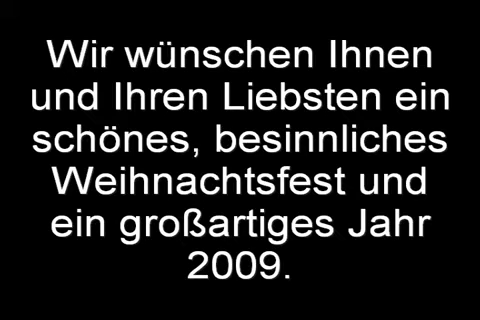 Wir wünschen Ihnen
und Ihren Liebsten ein
schönes, besinnliches
Weihnachtsfest und
ein großartiges Jahr
2009.